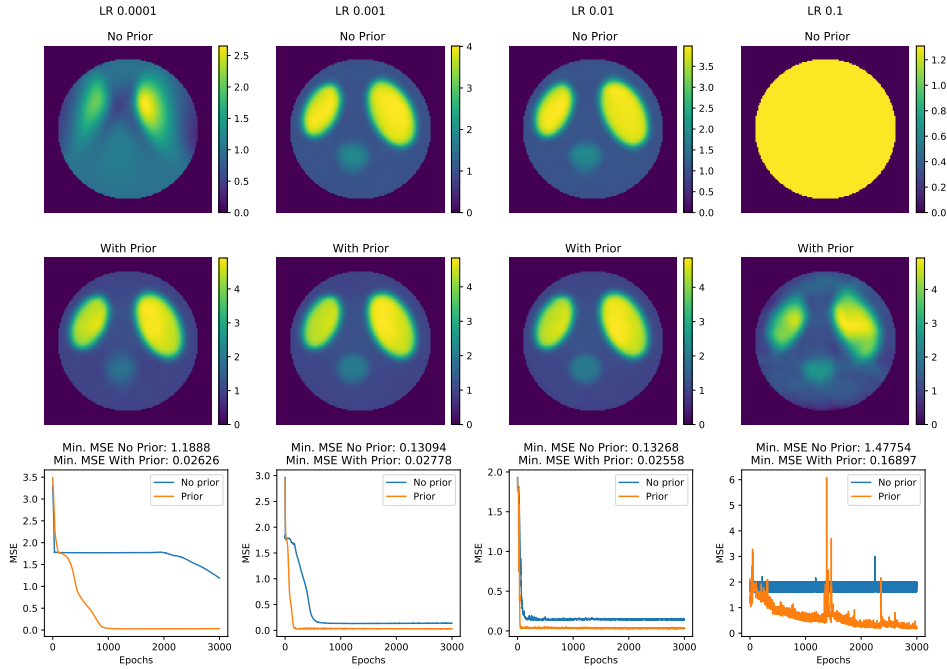 LR 0.0001
LR 0.001
LR 0.01
LR 0.1
No Prior
No Prior
No Prior
No Prior
2.5
2.0
1.5
1.0
0.5
0.0
4
3
2
1
0
3.5
3.0
2.5
2.0
1.5
1.0
0.5
0.0
1.2
1.0
0.8
0.6
0.4
0.2
0.0
With Prior
With Prior
With Prior
With Prior
4
3
2
1
0
4
3
2
1
0
4
3
2
1
0
4
3
2
1
0
Min. MSE No Prior: 1.1888
Min. MSE With Prior: 0.02626
Min. MSE No Prior: 0.13094
Min. MSE With Prior: 0.02778
Min. MSE No Prior: 0.13268
Min. MSE With Prior: 0.02558
Min. MSE No Prior: 1.47754
Min. MSE With Prior: 0.16897
MSE
3.5
3.0
2.5
2.0
1.5
1.0
0.5
0.0
No prior
Prior
0
1000
2000
3000
Epochs
MSE
3.0
2.5
2.0
1.5
1.0
0.5
0.0
No prior
Prior
0
1000
2000
3000
Epochs
MSE
2.0
1.5
1.0
0.5
0.0
No prior
Prior
0
1000
2000
3000
Epochs
MSE
6
5
4
3
2
1
0
No prior
Prior
0
1000
2000
3000
Epochs